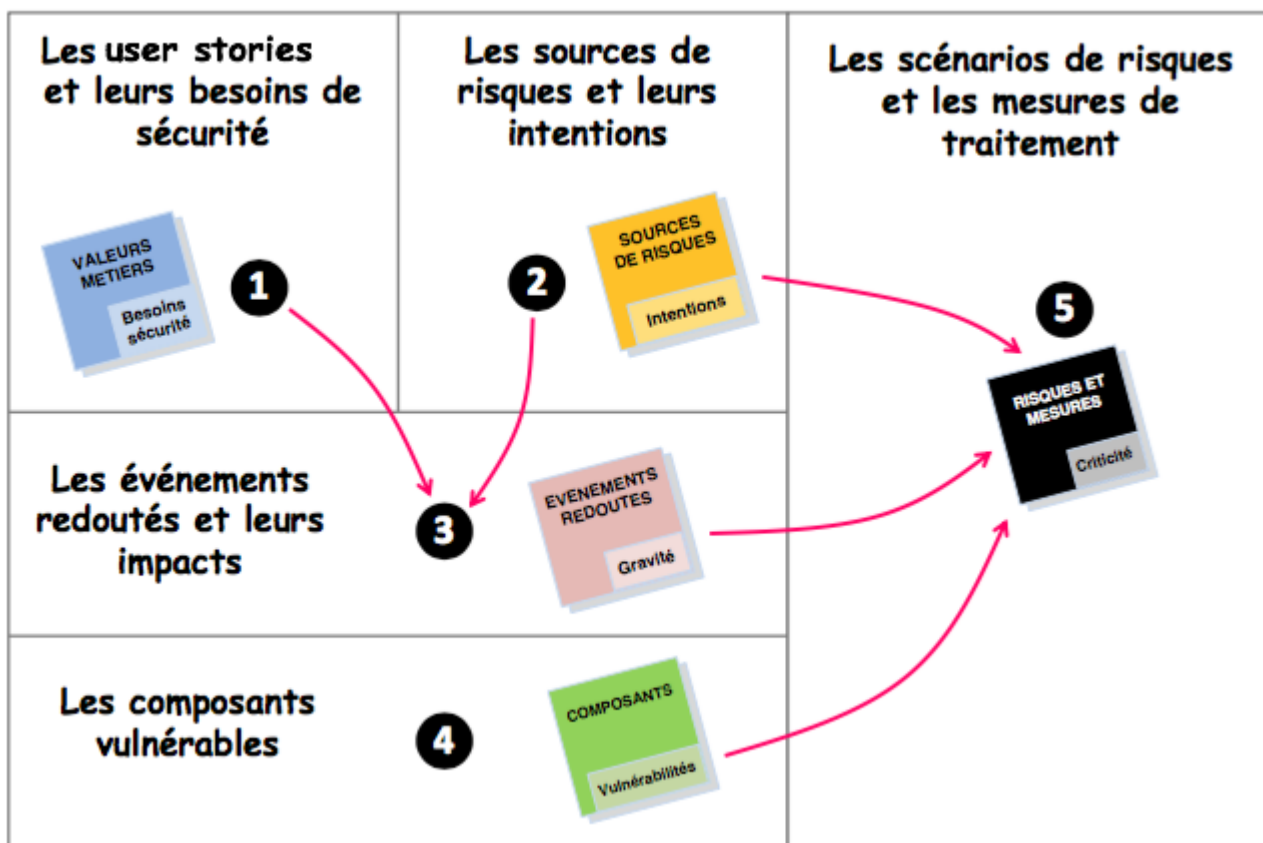 Les user stories
et leurs besoins de
sécurité
VALEURS
METIERS
Besoins
sécurité
1
Les sources de
risques et leurs
intentions
2
SOURCES
DE RISQUES
Intentions
Les scénarios de risques
et les mesures de
traitement
5
RISQUES ET
MESURES
Criticité
Les événements
redoutés et leurs
impacts
3
EVENEMENTS
REDOUTES
Gravité
Les composants
vulnérables
4
COMPOSANTS
Vulnérabilités